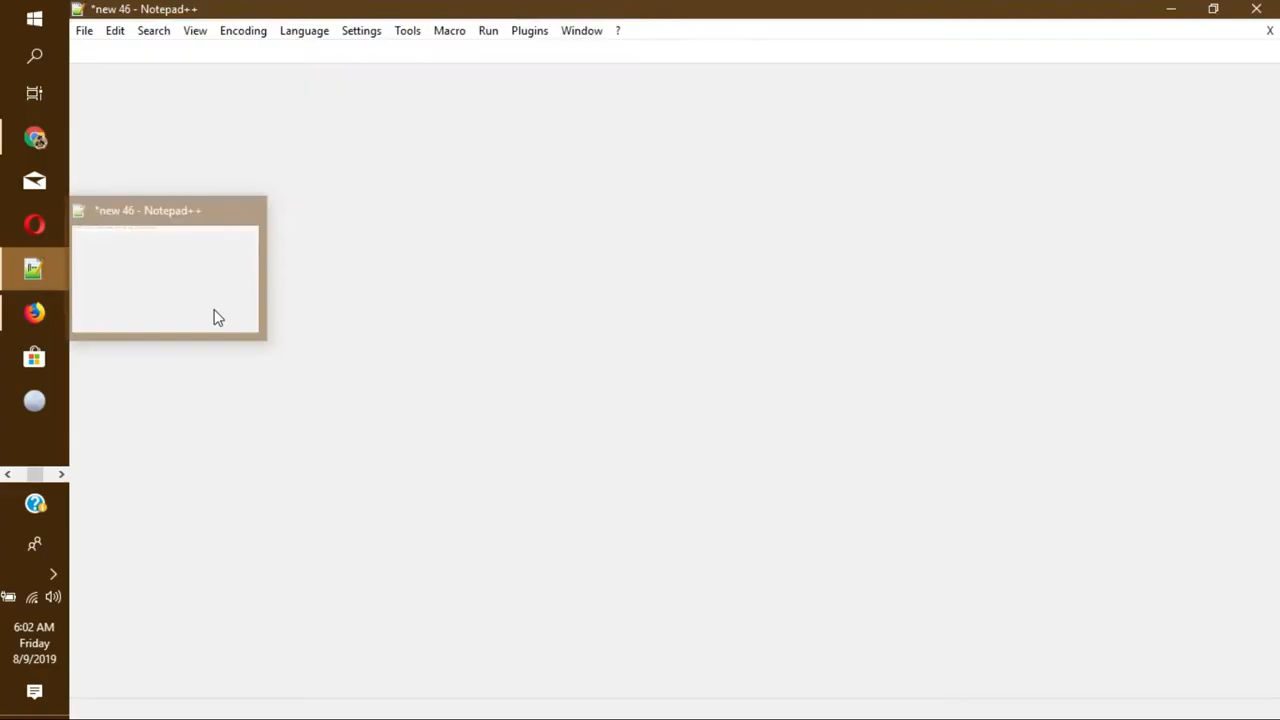 *new 46 - Notepad++
File Edit Search View Encoding Language Settings Tools Macro Run Plugins Window ? X
*new 46 - Notepad++
6:02 AM
Friday
8/9/2019